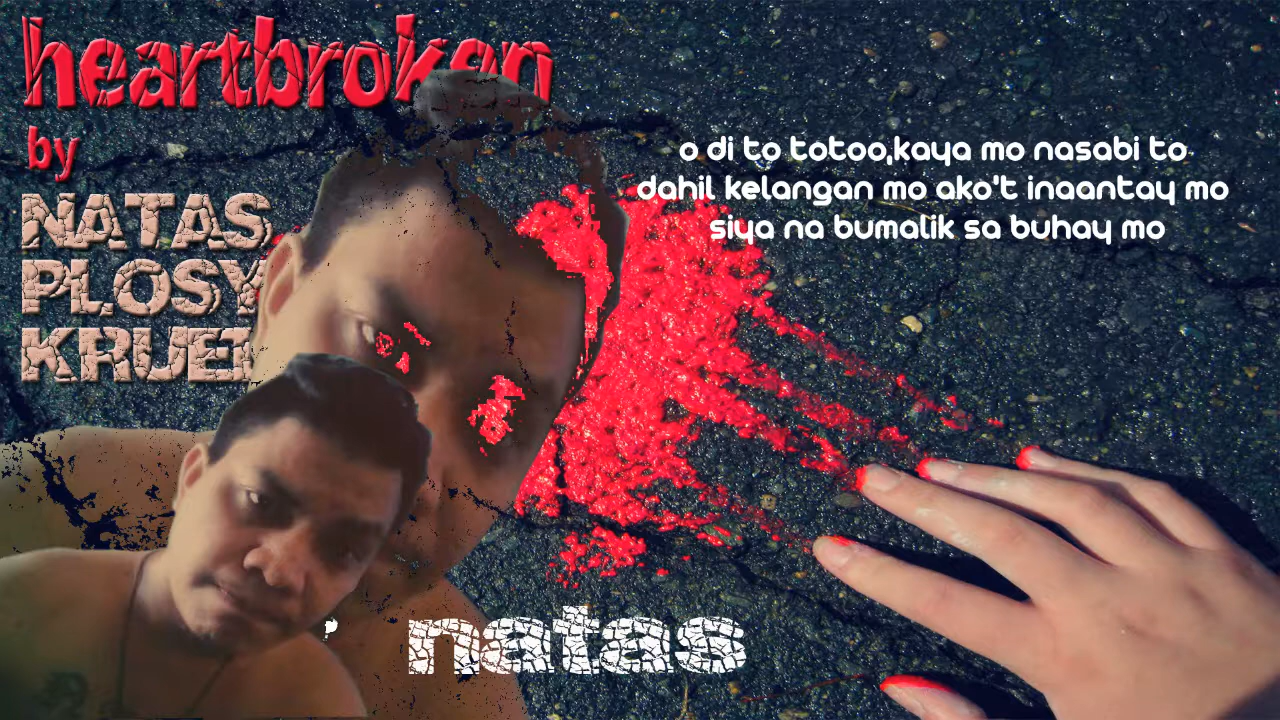 heartbroken
by
NATAS
PLOSY
KRUEL
o di to totoo,kaya mo nasabi to
dahil kelangan mo ako't inaantay mo
siya na bumalik sa buhay mo
natas